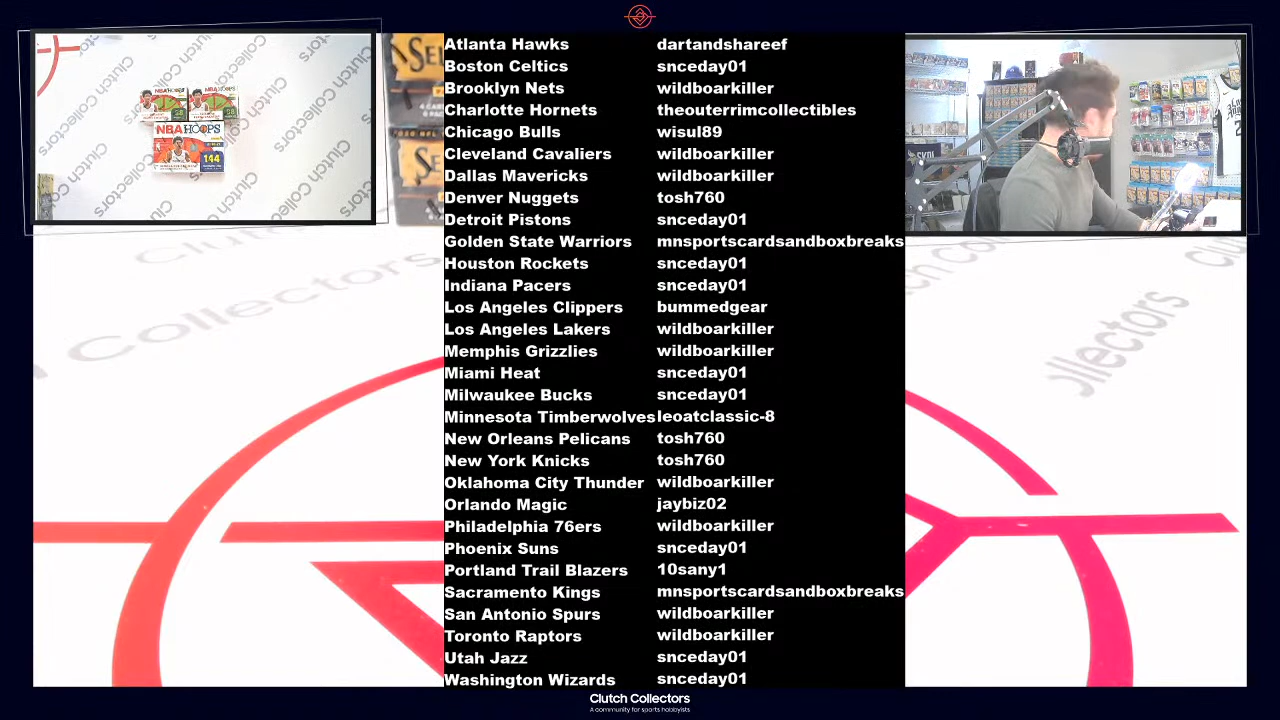 Atlanta Hawks dartandshareef
Boston Celtics snceday01
Brooklyn Nets wildboarkiller
Charlotte Hornets theouterrimcollectibles
Chicago Bulls wisul89
Cleveland Cavaliers wildboarkiller
Dallas Mavericks wildboarkiller
Denver Nuggets tosh760
Detroit Pistons snceday01
Golden State Warriors mnsportscardsandboxbreaks
Houston Rockets snceday01
Indiana Pacers snceday01
Los Angeles Clippers bummedgear
Los Angeles Lakers wildboarkiller
Memphis Grizzlies wildboarkiller
Miami Heat snceday01
Milwaukee Bucks snceday01
Minnesota Timberwolves leoatclassic-8
New Orleans Pelicans tosh760
New York Knicks tosh760
Oklahoma City Thunder wildboarkiller
Orlando Magic jaybiz02
Philadelphia 76ers wildboarkiller
Phoenix Suns snceday01
Portland Trail Blazers 10sany1
Sacramento Kings mnsportscardsandboxbreaks
San Antonio Spurs wildboarkiller
Toronto Raptors wildboarkiller
Utah Jazz snceday01
Washington Wizards snceday01
NBA HOOPS
144
Clutch Collectors
Collectors
llectors
Clutch Collectors
A community for sports hobbyists